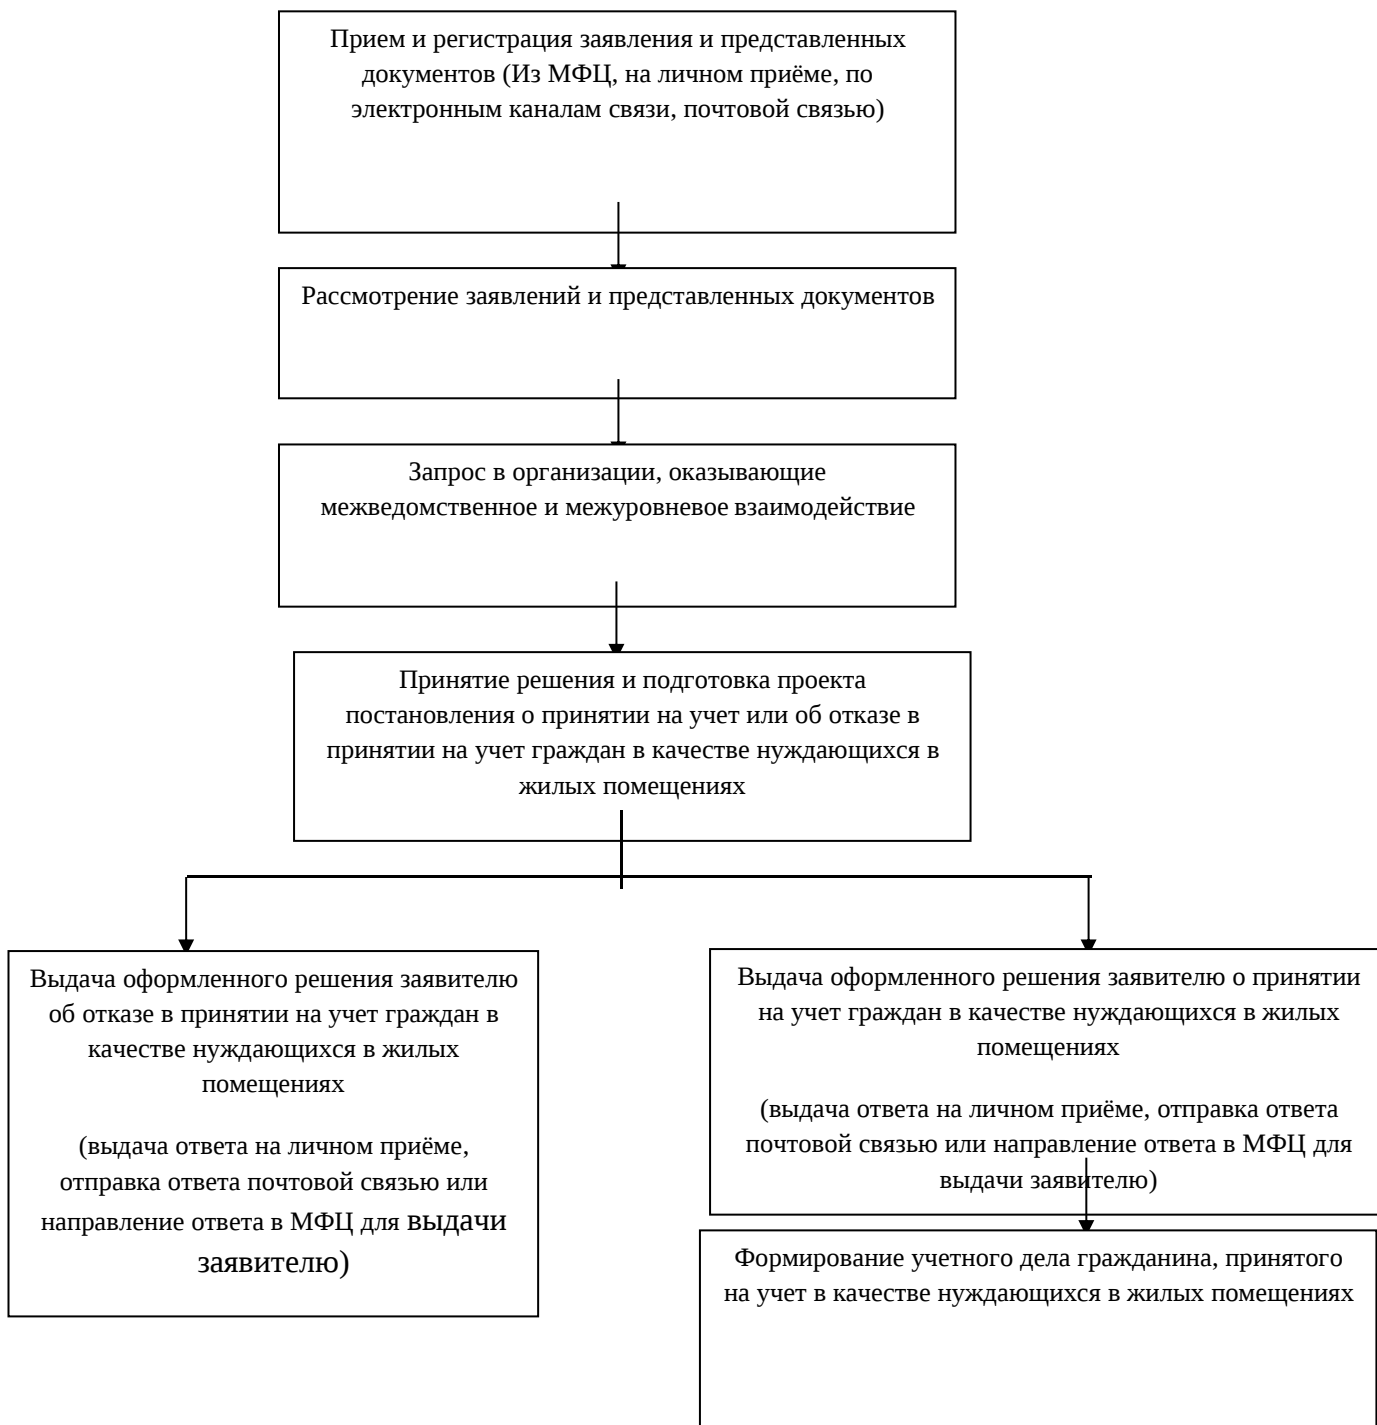 Прием и регистрация заявления и представленных
документов (Из МФЦ, на личном приёме, по
электронным каналам связи, почтовой связью)
Рассмотрение заявлений и представленных документов
Запрос в организации, оказывающие
межведомственное и межуровневое взаимодействие
Принятие решения и подготовка проекта
постановления о принятии на учет или об отказе в
принятии на учет граждан в качестве нуждающихся в
жилых помещениях
Выдача оформленного решения заявителю
об отказе в принятии на учет граждан в
качестве нуждающихся в жилых
помещениях
(выдача ответа на личном приёме,
отправка ответа почтовой связью или
направление ответа в МФЦ для выдачи
заявителю)
Выдача оформленного решения заявителю о принятии
на учет граждан в качестве нуждающихся в жилых
помещениях
(выдача ответа на личном приёме, отправка ответа
почтовой связью или направление ответа в МФЦ для
выдачи заявителю)
Формирование учетного дела гражданина, принятого
на учет в качестве нуждающихся в жилых помещениях